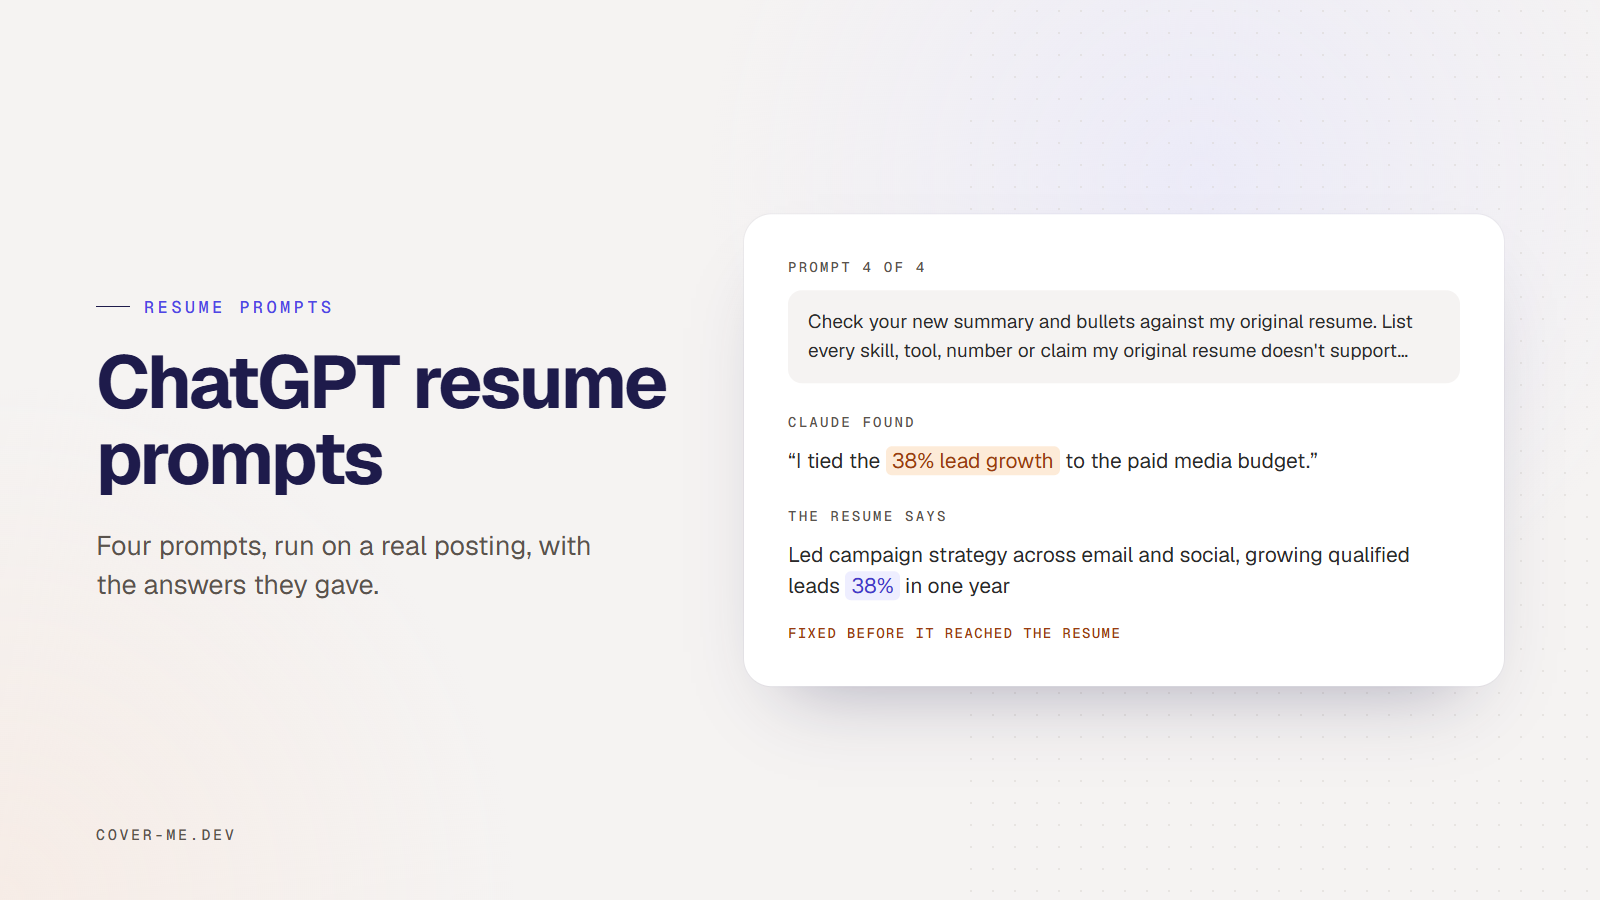 RESUME PROMPTS
ChatGPT resume
prompts
Four prompts, run on a real posting, with
the answers they gave.
COVER-ME.DEV
PROMPT 4 OF 4
Check your new summary and bullets against my original resume. List
every skill, tool, number or claim my original resume doesn't support…
CLAUDE FOUND
“I tied the 38% lead growth to the paid media budget.”
THE RESUME SAYS
Led campaign strategy across email and social, growing qualified
leads 38% in one year
FIXED BEFORE IT REACHED THE RESUME